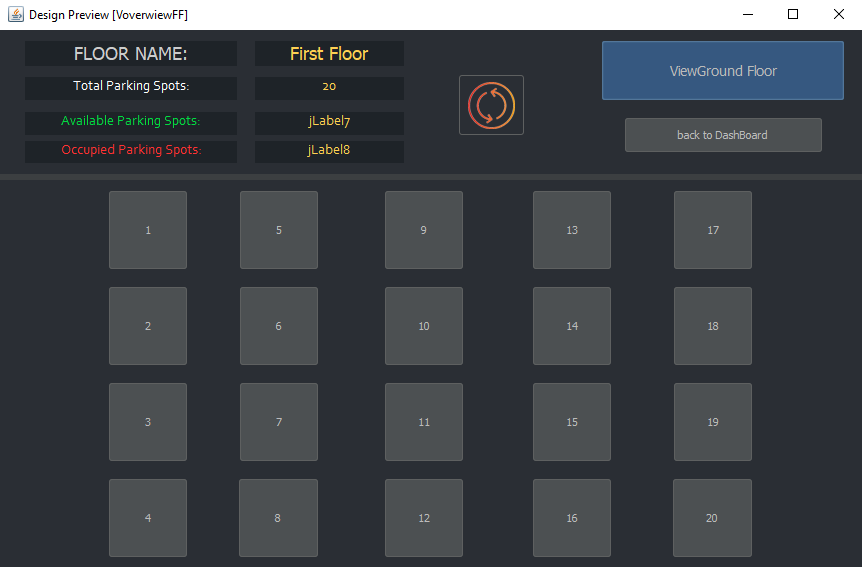 Design Preview [VoverwiewFF]
FLOOR NAME: First Floor
Total Parking Spots: 20
Available Parking Spots: jLabel7
Occupied Parking Spots: jLabel8
ViewGround Floor
back to DashBoard
1 5 9 13 17
2 6 10 14 18
3 7 11 15 19
4 8 12 16 20